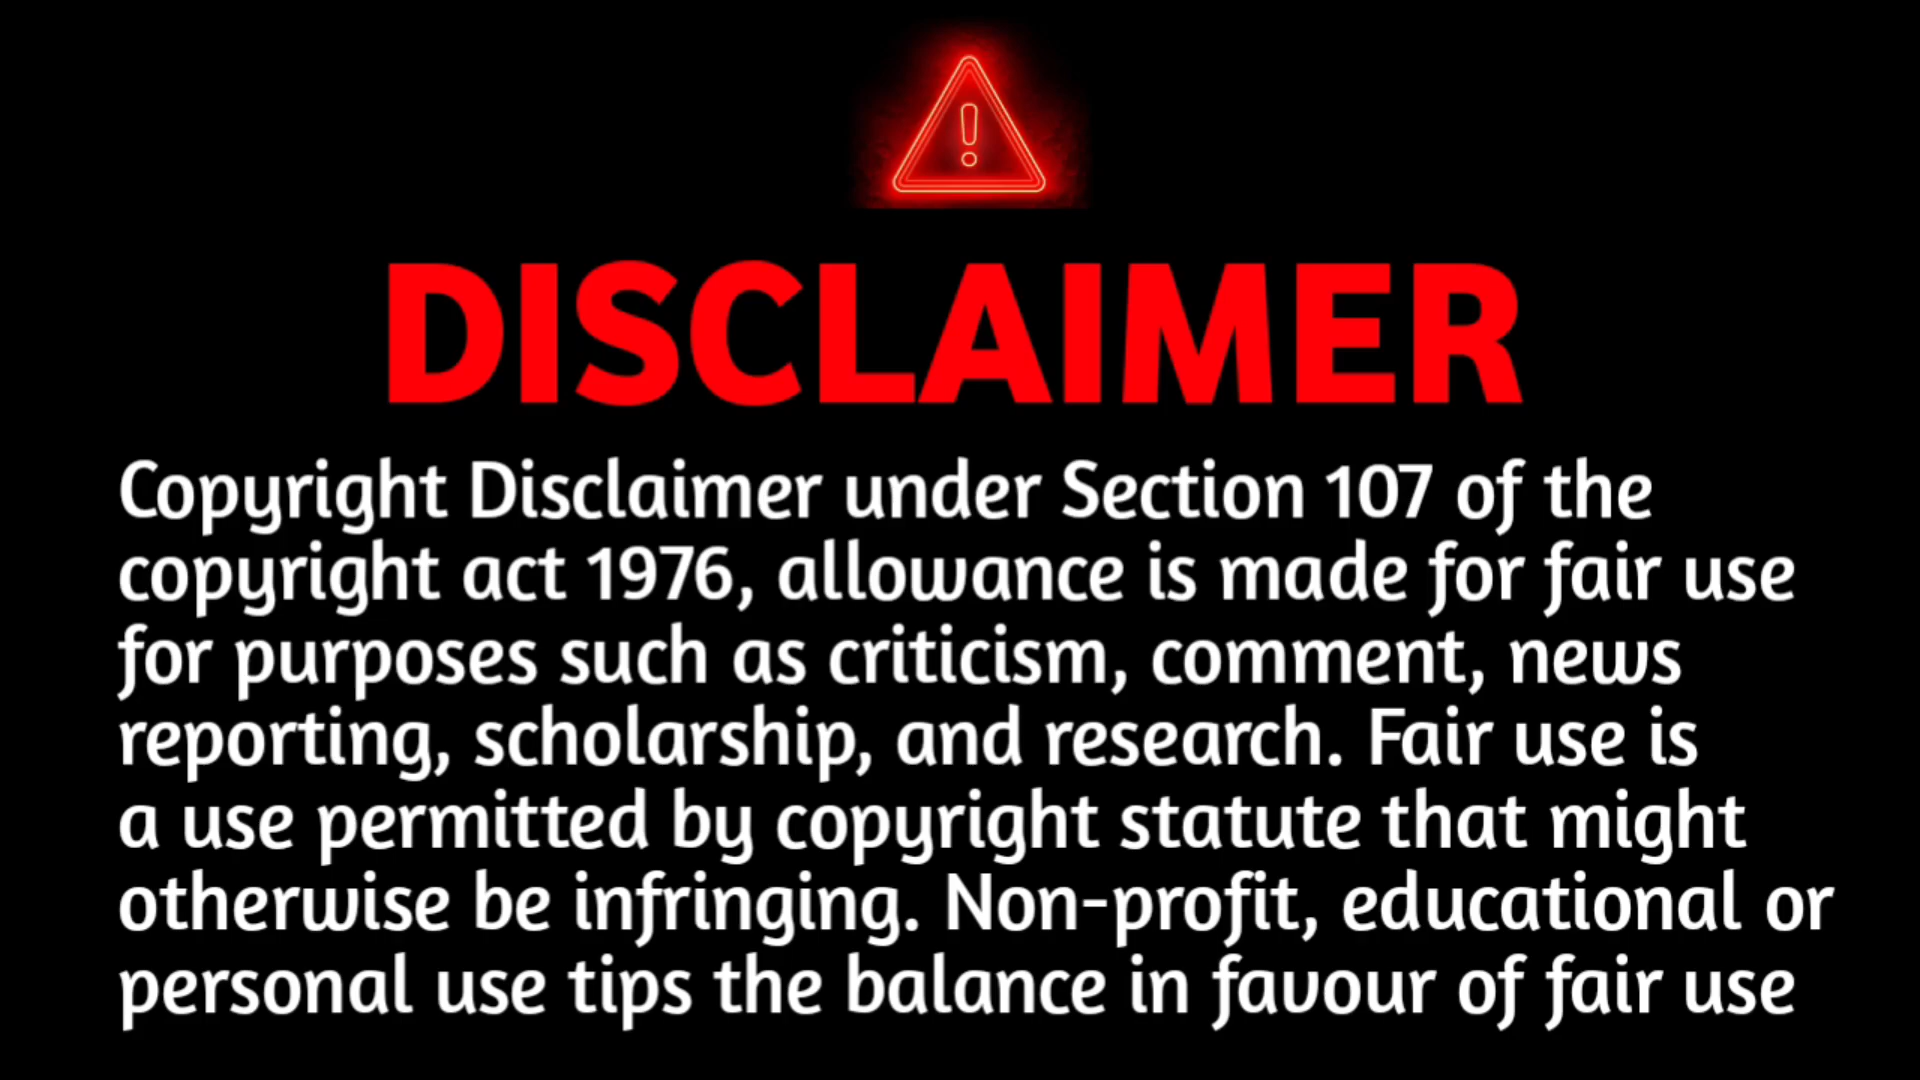 DISCLAIMER
Copyright Disclaimer under Section 107 of the
copyright act 1976, allowance is made for fair use
for purposes such as criticism, comment, news
reporting, scholarship, and research. Fair use is
a use permitted by copyright statute that might
otherwise be infringing. Non-profit, educational or
personal use tips the balance in favour of fair use